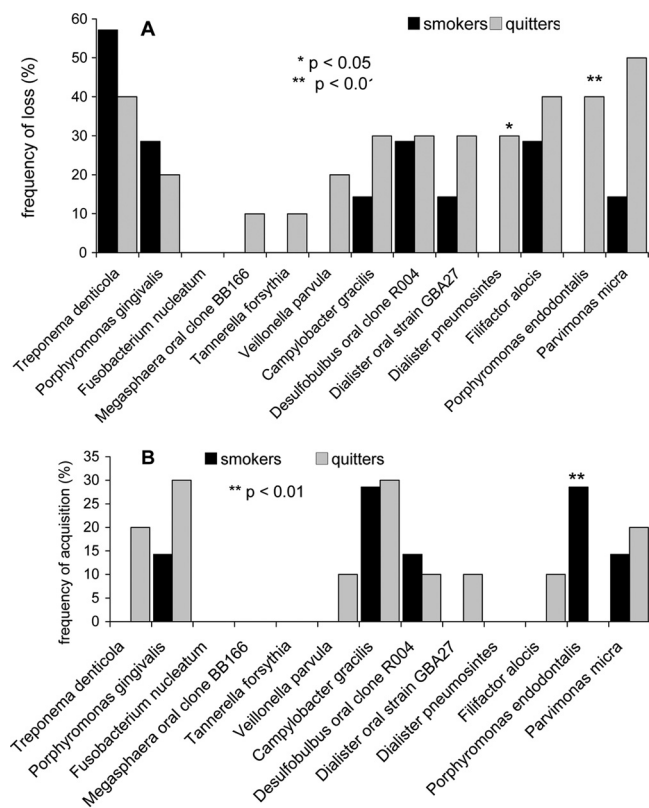 A
smokers
quitters
* p < 0.05
** p < 0.0
60
50
40
30
20
10
0
frequency of loss (%)
*
**
Treponema denticola
Porphyromonas gingivalis
Fusobacterium nucleatum
Megasphaera oral clone BB166
Tannerella forsythia
Veillonella parvula
Campylobacter gracilis
Desulfobulbus oral clone R004
Dialister oral strain GBA27
Dialister pneumosintes
Filifactor alocis
Porphyromonas endodontalis
Parvimonas micra
B
smokers
quitters
** p < 0.01
35
30
25
20
15
10
5
0
frequency of acquisition (%)
**
Treponema denticola
Porphyromonas gingivalis
Fusobacterium nucleatum
Megasphaera oral clone BB166
Tannerella forsythia
Veillonella parvula
Campylobacter gracilis
Desulfobulbus oral clone R004
Dialister oral strain GBA27
Dialister pneumosintes
Filifactor alocis
Porphyromonas endodontalis
Parvimonas micra